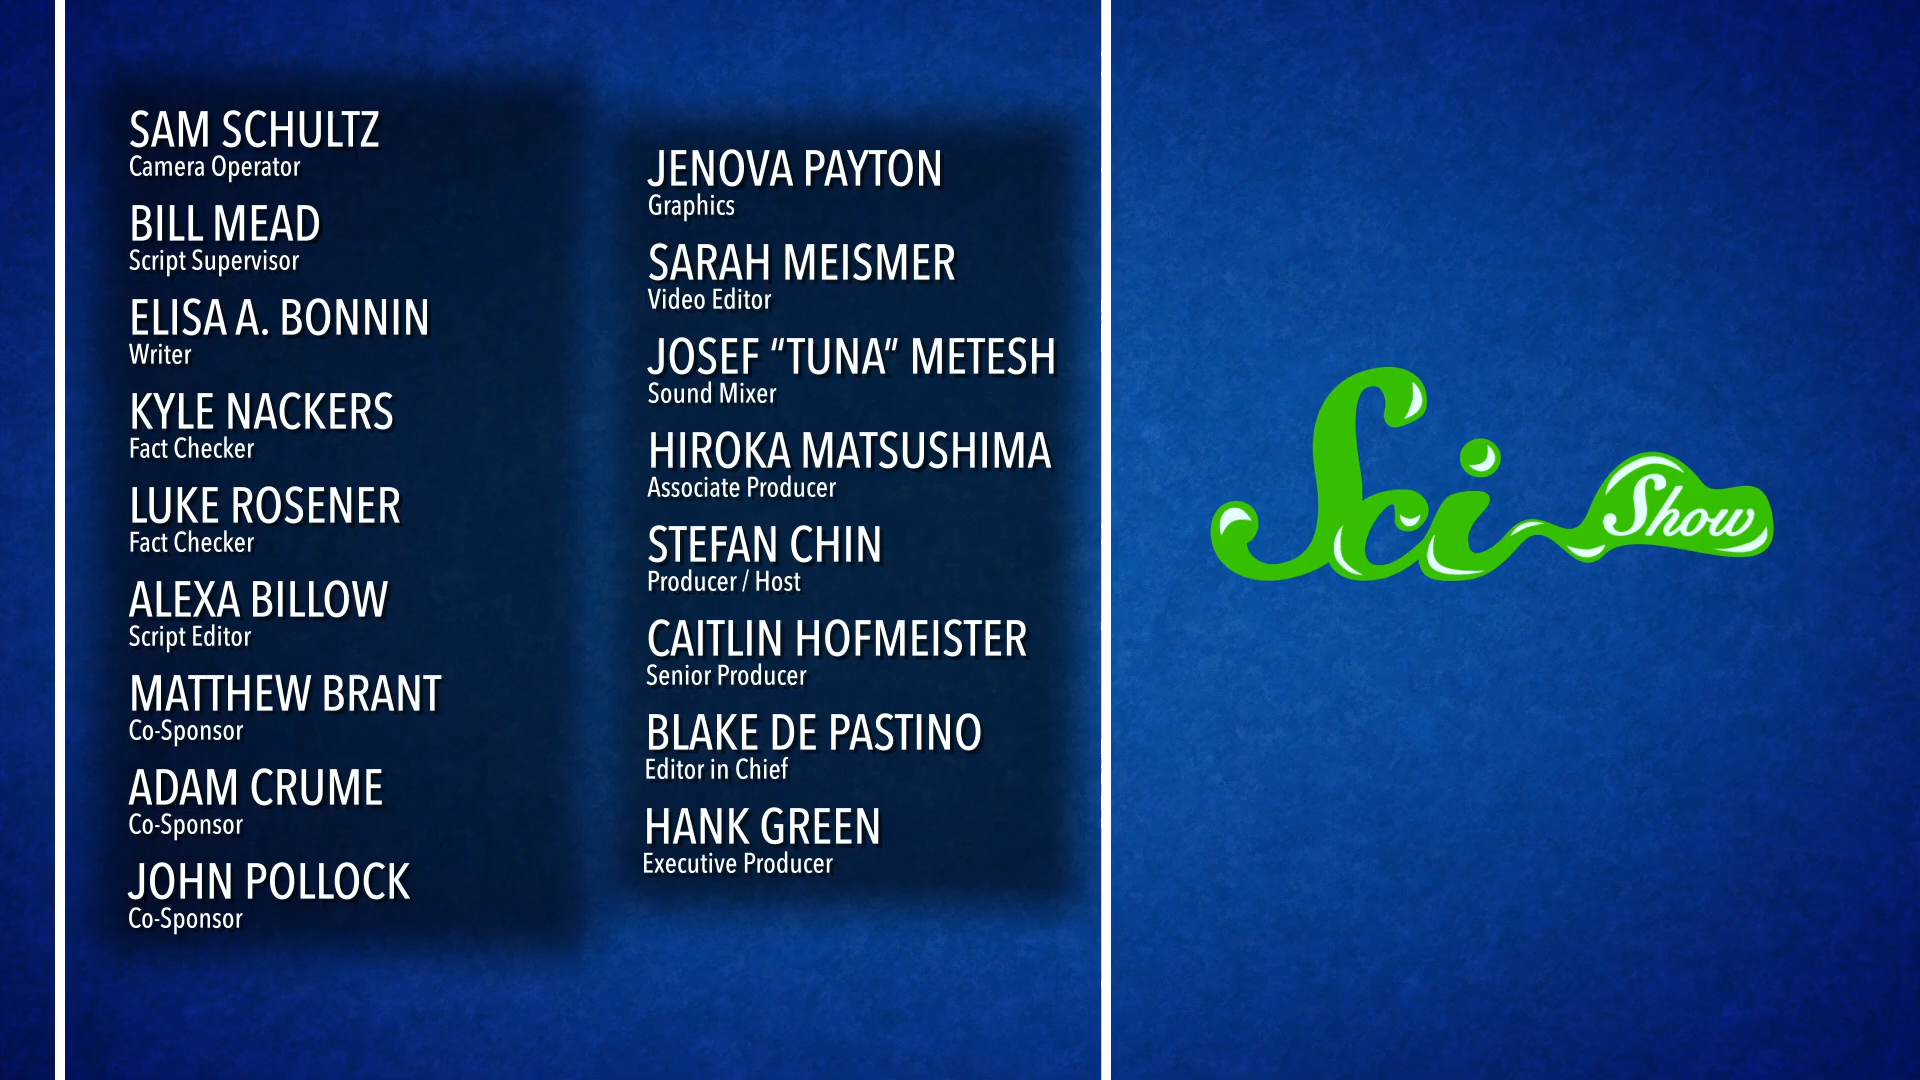 SAM SCHULTZ
Camera Operator
BILL MEAD
Script Supervisor
ELISA A. BONNIN
Writer
KYLE NACKERS
Fact Checker
LUKE ROSENER
Fact Checker
ALEXA BILLOW
Script Editor
MATTHEW BRANT
Co-Sponsor
ADAM CRUME
Co-Sponsor
JOHN POLLOCK
Co-Sponsor
JENOVA PAYTON
Graphics
SARAH MEISMER
Video Editor
JOSEF “TUNA” METESH
Sound Mixer
HIROKA MATSUSHIMA
Associate Producer
STEFAN CHIN
Producer / Host
CAITLIN HOFMEISTER
Senior Producer
BLAKE DE PASTINO
Editor in Chief
HANK GREEN
Executive Producer
Sci Show